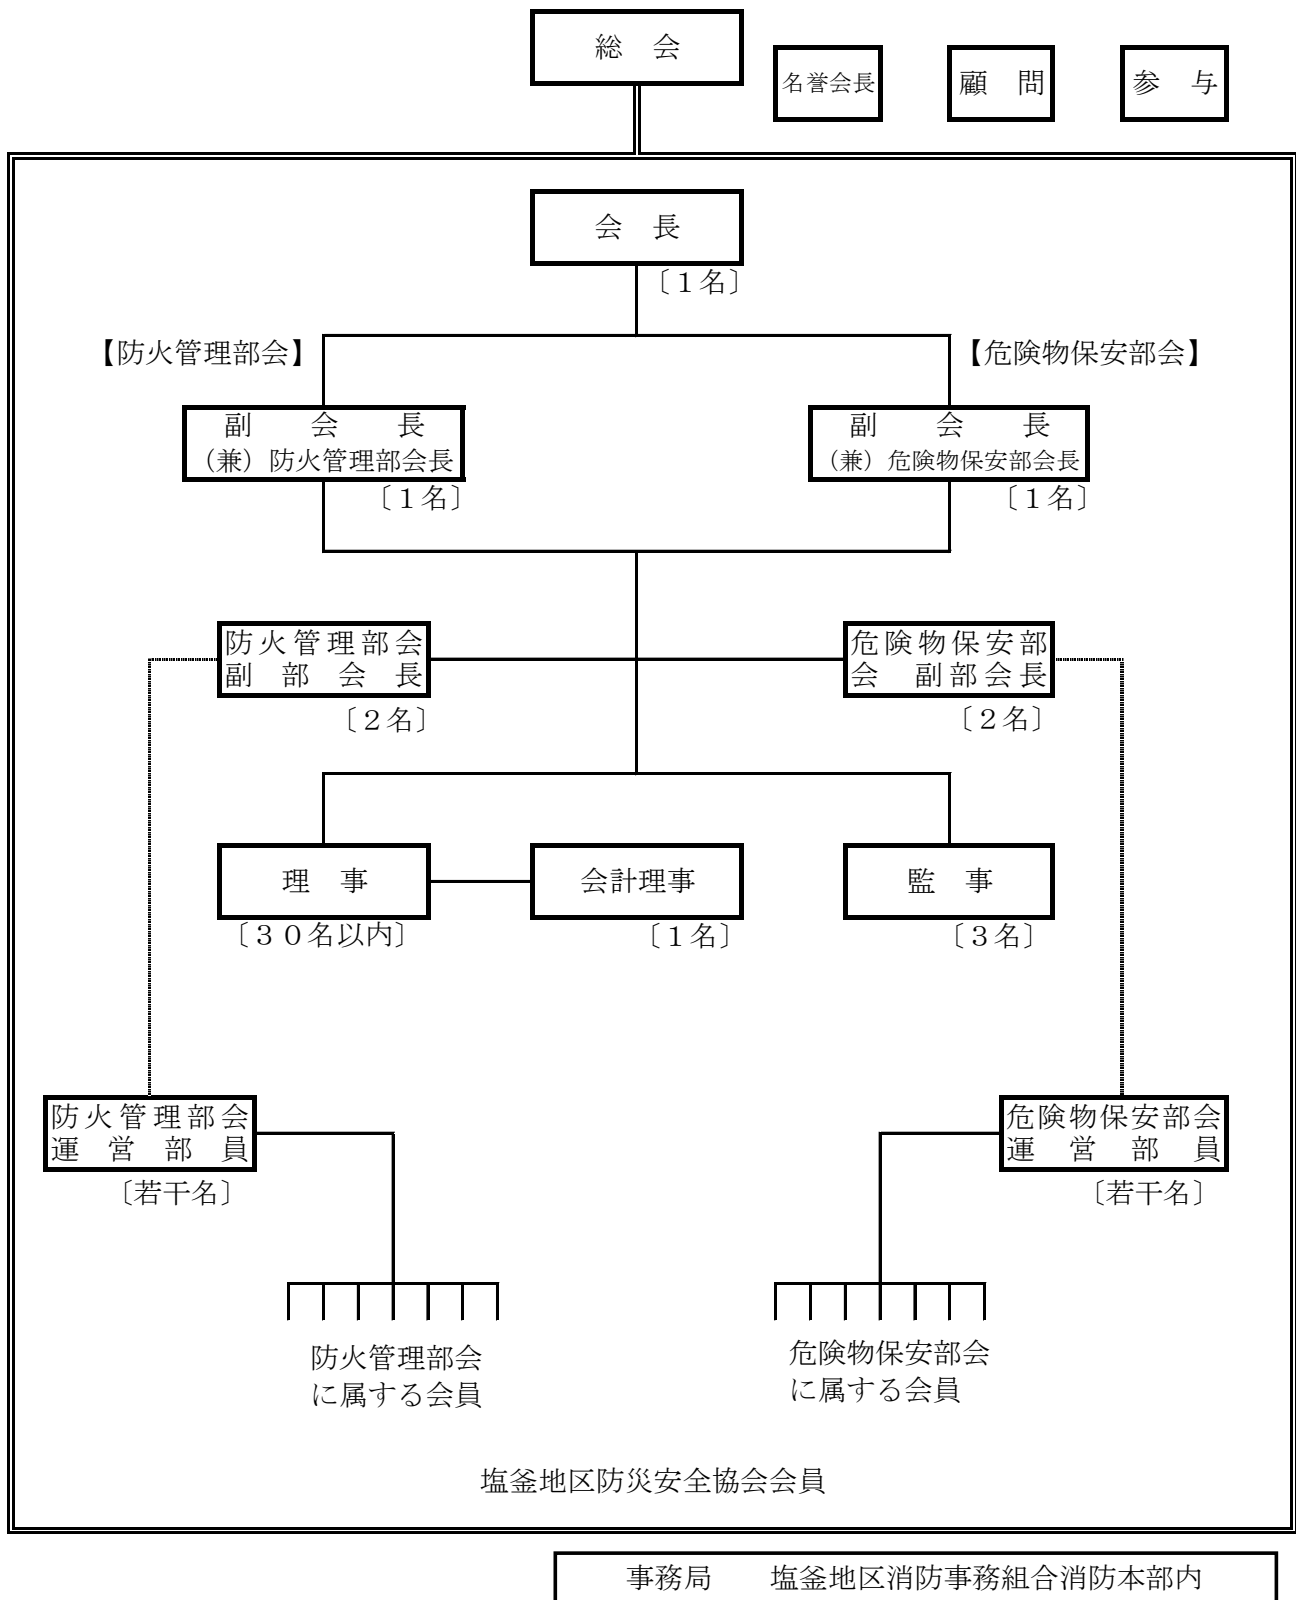 総　会
名誉会長
顧　問
参　与
会　長
〔１名〕
【防火管理部会】
【危険物保安部会】
副　会　長
（兼）防火管理部会長
〔１名〕
副　会　長
（兼）危険物保安部会長
〔１名〕
防火管理部会
副部会長
〔２名〕
危険物保安部
会　副部会長
〔２名〕
理　事
〔３０名以内〕
会計理事
〔１名〕
監　事
〔３名〕
防火管理部会
運営部員
〔若干名〕
危険物保安部会
運営部員
〔若干名〕
防火管理部会
に属する会員
危険物保安部会
に属する会員
塩釜地区防災安全協会会員
事務局　　塩釜地区消防事務組合消防本部内